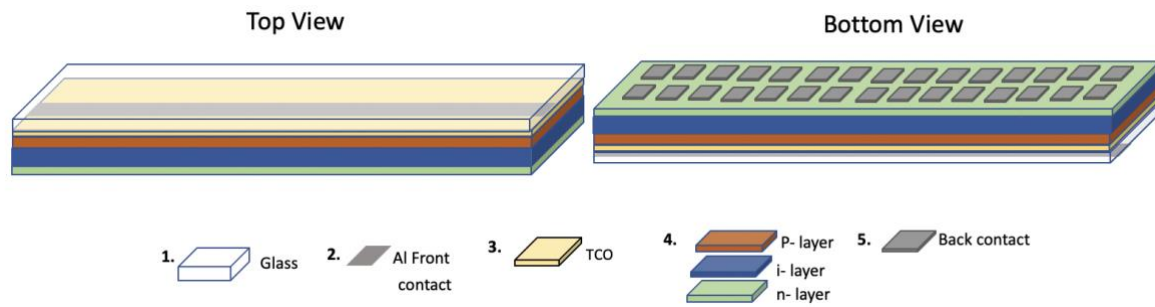 Top View
Bottom View
1. Glass
2. Al Front
contact
3. TCO
4. P- layer
i- layer
n- layer
5. Back contact